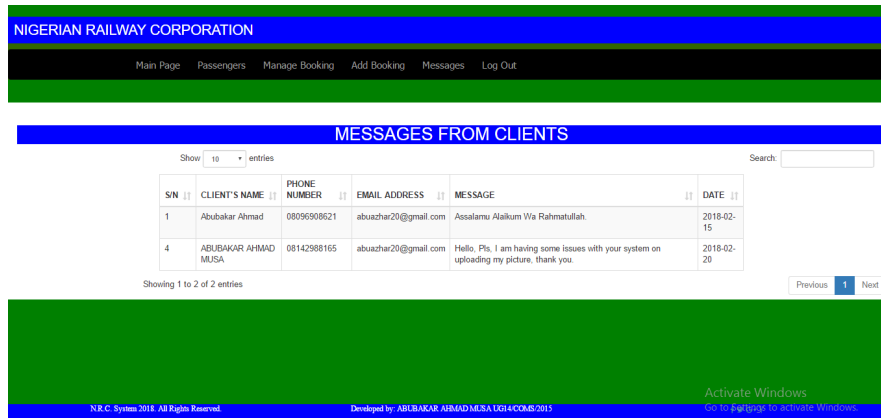 NIGERIAN RAILWAY CORPORATION
Main Page Passengers Manage Booking Add Booking Messages Log Out
MESSAGES FROM CLIENTS
Show 10 entries
Search:
S/N CLIENT'S NAME PHONE NUMBER EMAIL ADDRESS MESSAGE DATE
1 Abubakar Ahmad 08096908621 abuazhar20@gmail.com Assalamu Alaikum Wa Rahmatullah. 2018-02-15
4 ABUBAKAR AHMAD MUSA 08142988165 abuazhar20@gmail.com Hello, Pls, I am having some issues with your system on uploading my picture, thank you. 2018-02-20
Showing 1 to 2 of 2 entries
Previous 1 Next
Activate Windows
Go to Settings to activate Windows.
N.R.C. System 2018. All Rights Reserved.
Developed by: ABUBAKAR AHMAD MUSA UG14/COMS/2015